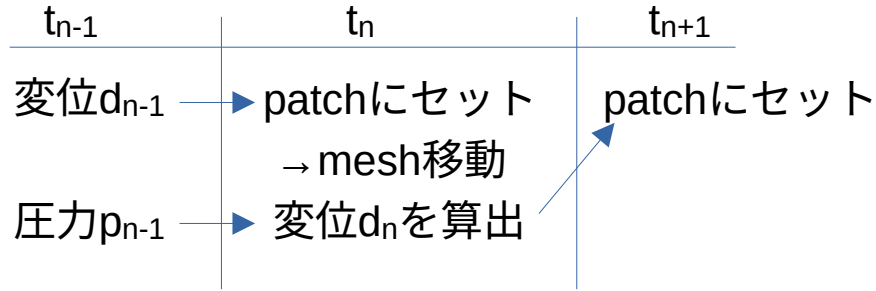 tn-1 tn tn+1
変位dn-1 patchにセット patchにセット
→mesh移動
圧力pn-1 変位dnを算出